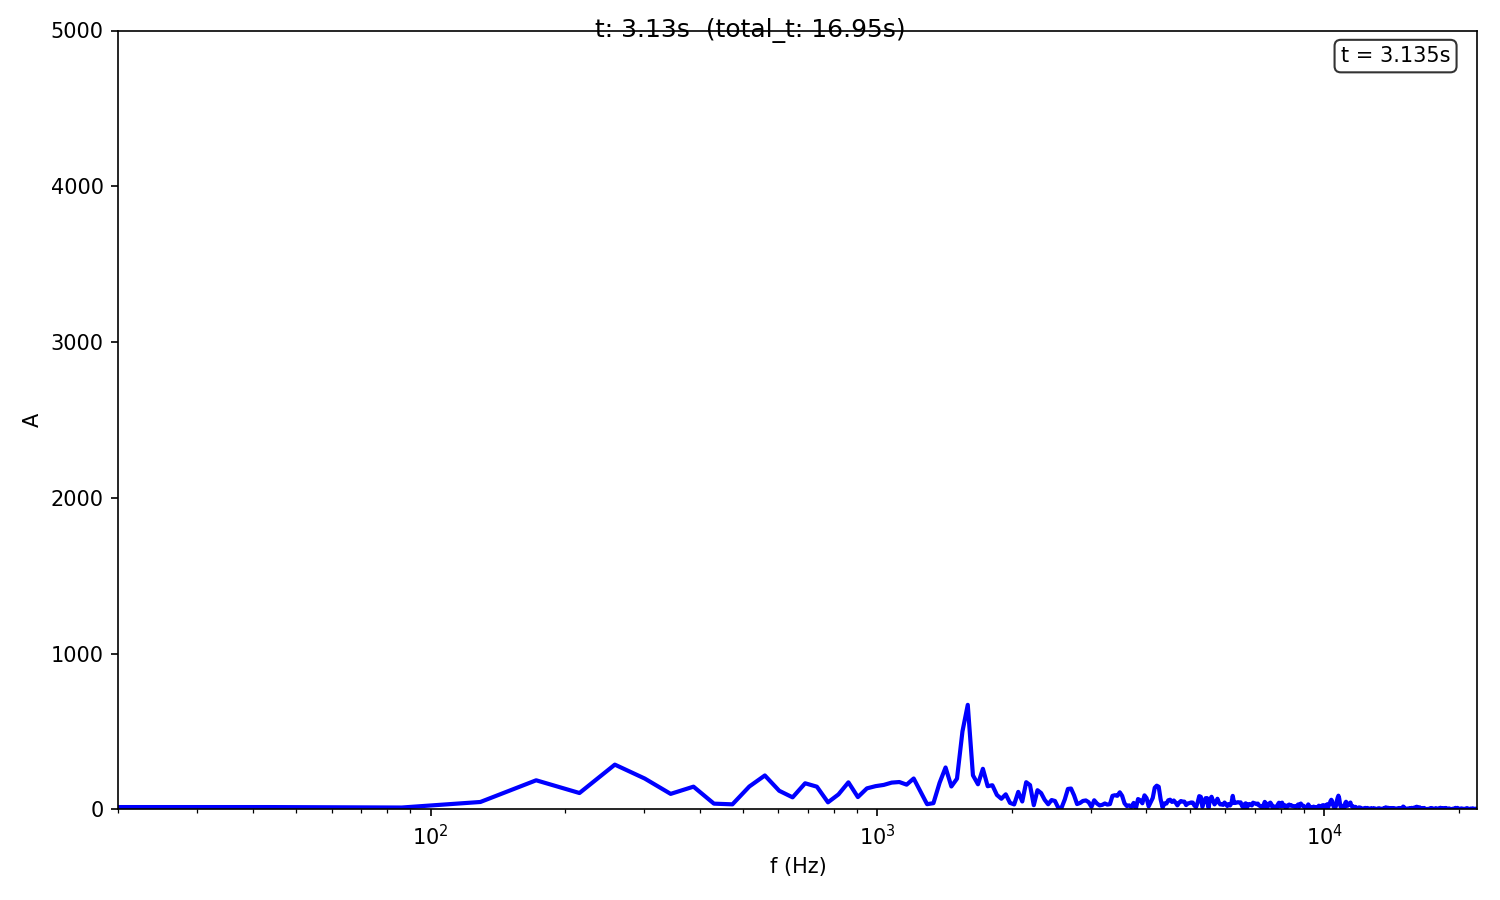 t: 3.13s  (total_t: 16.95s)
t = 3.135s
5000
4000
3000
2000
1000
0
A
10² 10³ 10⁴
f (Hz)